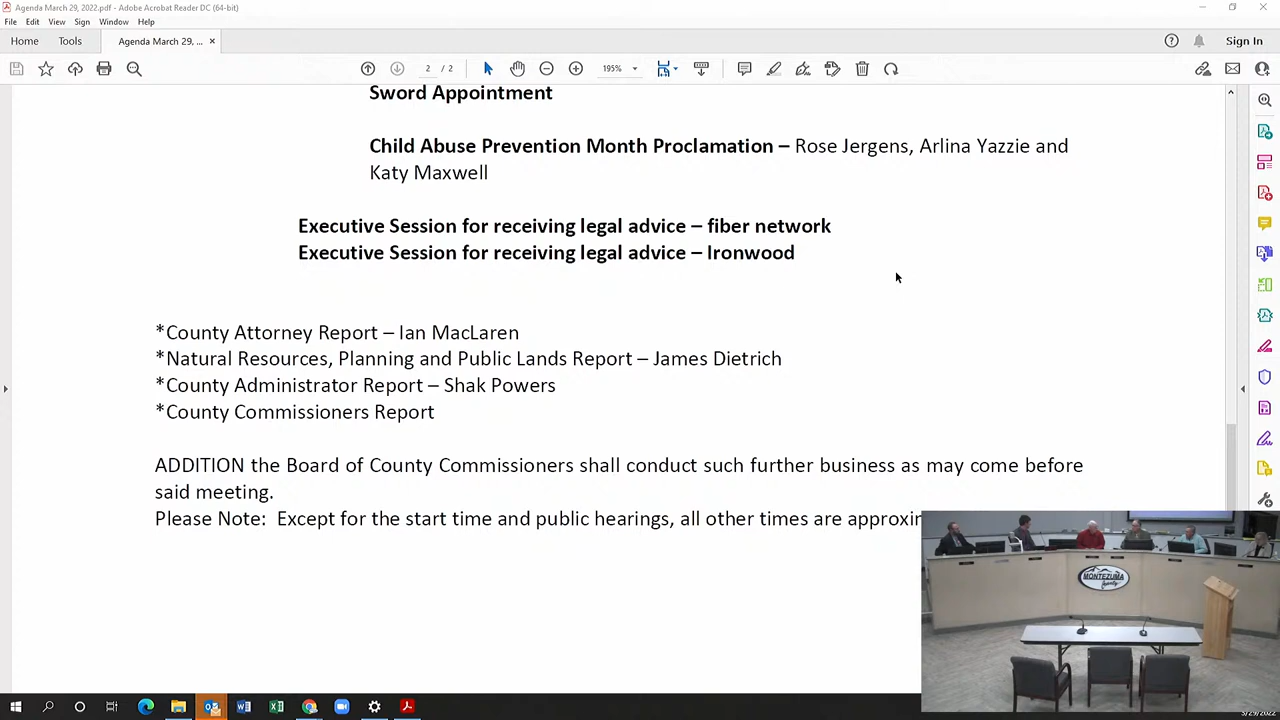 Agenda March 29, 2022.pdf - Adobe Acrobat Reader DC (64-bit)
File Edit View Sign Window Help
Home Tools Agenda March 29, ... × Sign In
2 / 2 195%
Sword Appointment
Child Abuse Prevention Month Proclamation – Rose Jergens, Arlina Yazzie and
Katy Maxwell
Executive Session for receiving legal advice – fiber network
Executive Session for receiving legal advice – Ironwood
*County Attorney Report – Ian MacLaren
*Natural Resources, Planning and Public Lands Report – James Dietrich
*County Administrator Report – Shak Powers
*County Commissioners Report
ADDITION the Board of County Commissioners shall conduct such further business as may come before
said meeting.
Please Note: Except for the start time and public hearings, all other times are
MONTEZUMA
County
3/29/2022